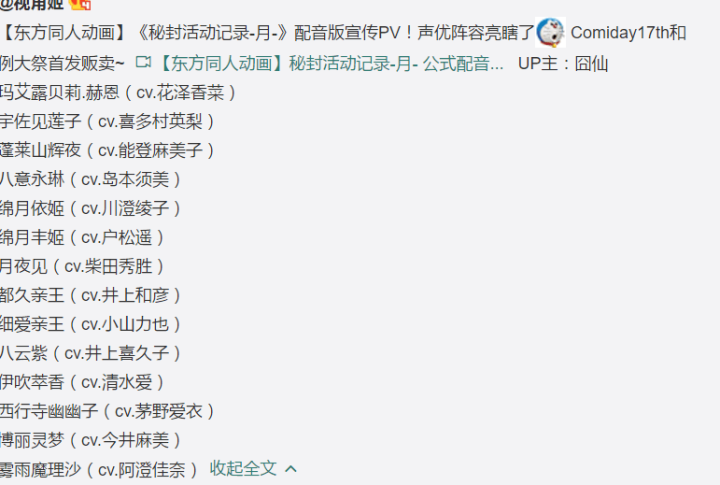 @视角姬
【东方同人动画】《秘封活动记录-月-》配音版宣传PV！声优阵容亮瞎了 Comiday17th和
例大祭首发贩卖~ 【东方同人动画】秘封活动记录-月- 公式配音... UP主：囧仙
玛艾露贝莉.赫恩（cv.花泽香菜）
宇佐见莲子（cv.喜多村英梨）
蓬莱山辉夜（cv.能登麻美子）
八意永琳（cv.岛本须美）
绵月依姬（cv.川澄绫子）
绵月丰姬（cv.户松遥）
月夜见（cv.柴田秀胜）
都久亲王（cv.井上和彦）
细爱亲王（cv.小山力也）
八云紫（cv.井上喜久子）
伊吹萃香（cv.清水爱）
西行寺幽幽子（cv.茅野爱衣）
博丽灵梦（cv.今井麻美）
雾雨魔理沙（cv.阿澄佳奈） 收起全文